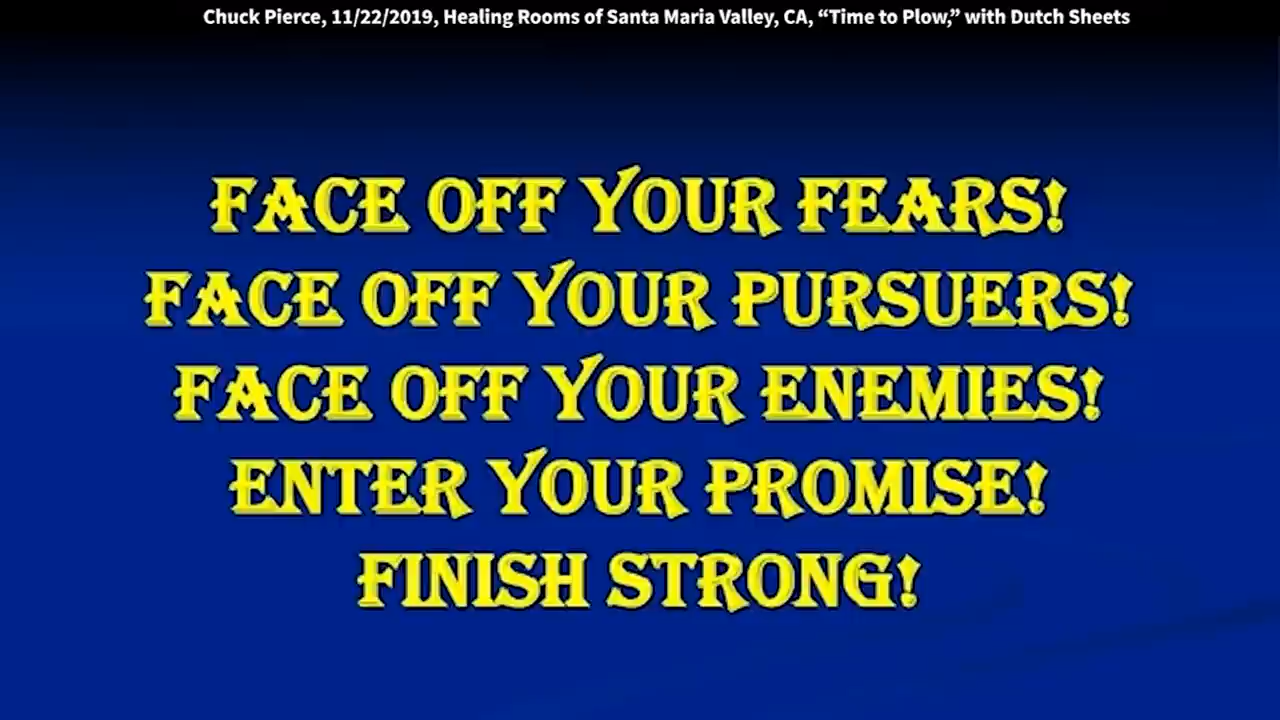 Chuck Pierce, 11/22/2019, Healing Rooms of Santa Maria Valley, CA, “Time to Plow,” with Dutch Sheets
FACE OFF YOUR FEARS!
FACE OFF YOUR PURSUERS!
FACE OFF YOUR ENEMIES!
ENTER YOUR PROMISE!
FINISH STRONG!